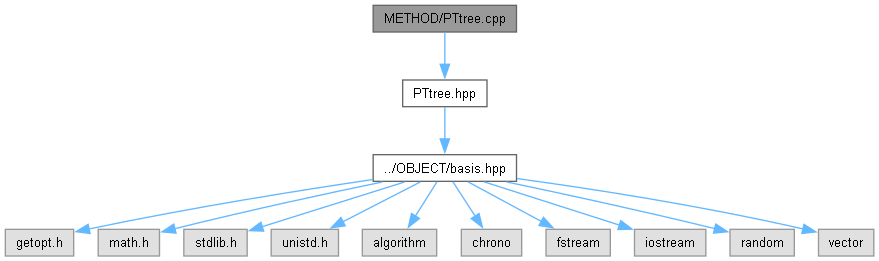 METHOD/PTtree.cpp
PTtree.hpp
../OBJECT/basis.hpp
getopt.h
math.h
stdlib.h
unistd.h
algorithm
chrono
fstream
iostream
random
vector